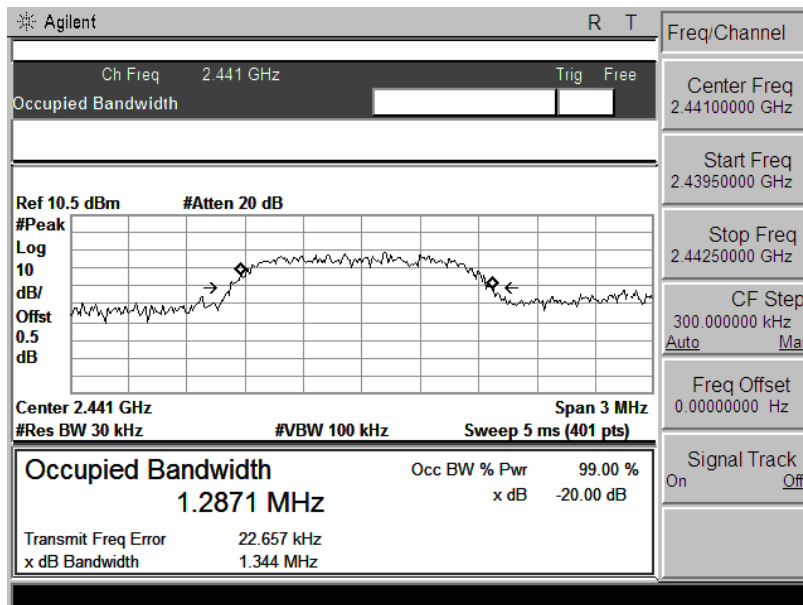 Agilent R T
Ch Freq 2.441 GHz Trig Free
Occupied Bandwidth
Ref 10.5 dBm #Atten 20 dB
#Peak
Log
10
dB/
Offst
0.5
dB
Center 2.441 GHz Span 3 MHz
#Res BW 30 kHz #VBW 100 kHz Sweep 5 ms (401 pts)
Occupied Bandwidth
1.2871 MHz
Occ BW % Pwr 99.00 %
x dB -20.00 dB
Transmit Freq Error 22.657 kHz
x dB Bandwidth 1.344 MHz
Freq/Channel
Center Freq
2.44100000 GHz
Start Freq
2.43950000 GHz
Stop Freq
2.44250000 GHz
CF Step
300.000000 kHz
Auto Ma
Freq Offset
0.00000000 Hz
Signal Track
On Off